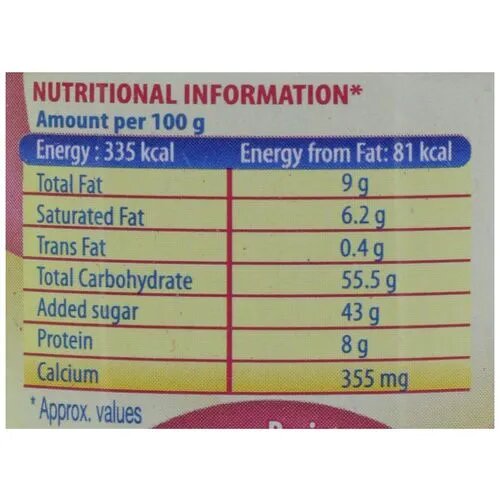 NUTRITIONAL INFORMATION*
Amount per 100 g
Energy : 335 kcal Energy from Fat: 81 kcal
Total Fat 9 g
Saturated Fat 6.2 g
Trans Fat 0.4 g
Total Carbohydrate 55.5 g
Added sugar 43 g
Protein 8 g
Calcium 355 mg
*Approx. values